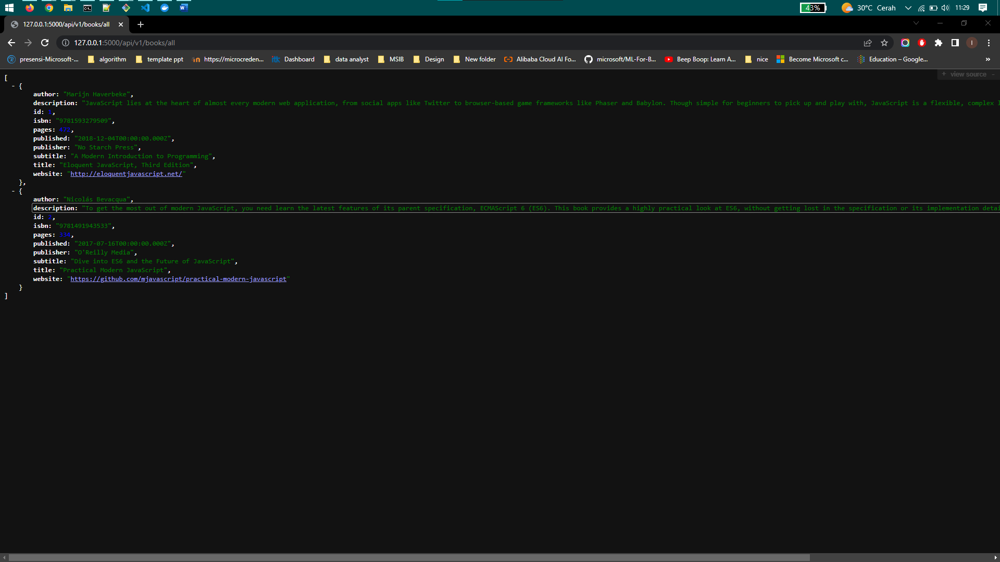 43%
30°C Cerah
11:29
127.0.0.1:5000/api/v1/books/all
127.0.0.1:5000/api/v1/books/all
I
presensi-Microsoft-...
algorithm
template ppt
https://microcreden...
Dashboard
data analyst
MSIB
Design
New folder
Alibaba Cloud AI Fo...
microsoft/ML-For-B...
Beep Boop: Learn A...
nice
Become Microsoft c...
Education – Google...
»
+ view source -
[
- {
author: "Marijn Haverbeke",
description: "JavaScript lies at the heart of almost every modern web application, from social apps like Twitter to browser-based game frameworks like Phaser and Babylon. Though simple for beginners to pick up and play with, JavaScript is a flexible, complex l
id: 1,
isbn: "9781593279509",
pages: 472,
published: "2018-12-04T00:00:00.000Z",
publisher: "No Starch Press",
subtitle: "A Modern Introduction to Programming",
title: "Eloquent JavaScript, Third Edition",
website: "http://eloquentjavascript.net/"
},
- {
author: "Nicolás Bevacqua",
description: "To get the most out of modern JavaScript, you need learn the latest features of its parent specification, ECMAScript 6 (ES6). This book provides a highly practical look at ES6, without getting lost in the specification or its implementation detai
id: 2,
isbn: "9781491943533",
pages: 334,
published: "2017-07-16T00:00:00.000Z",
publisher: "O'Reilly Media",
subtitle: "Dive into ES6 and the Future of JavaScript",
title: "Practical Modern JavaScript",
website: "https://github.com/mjavascript/practical-modern-javascript"
}
]